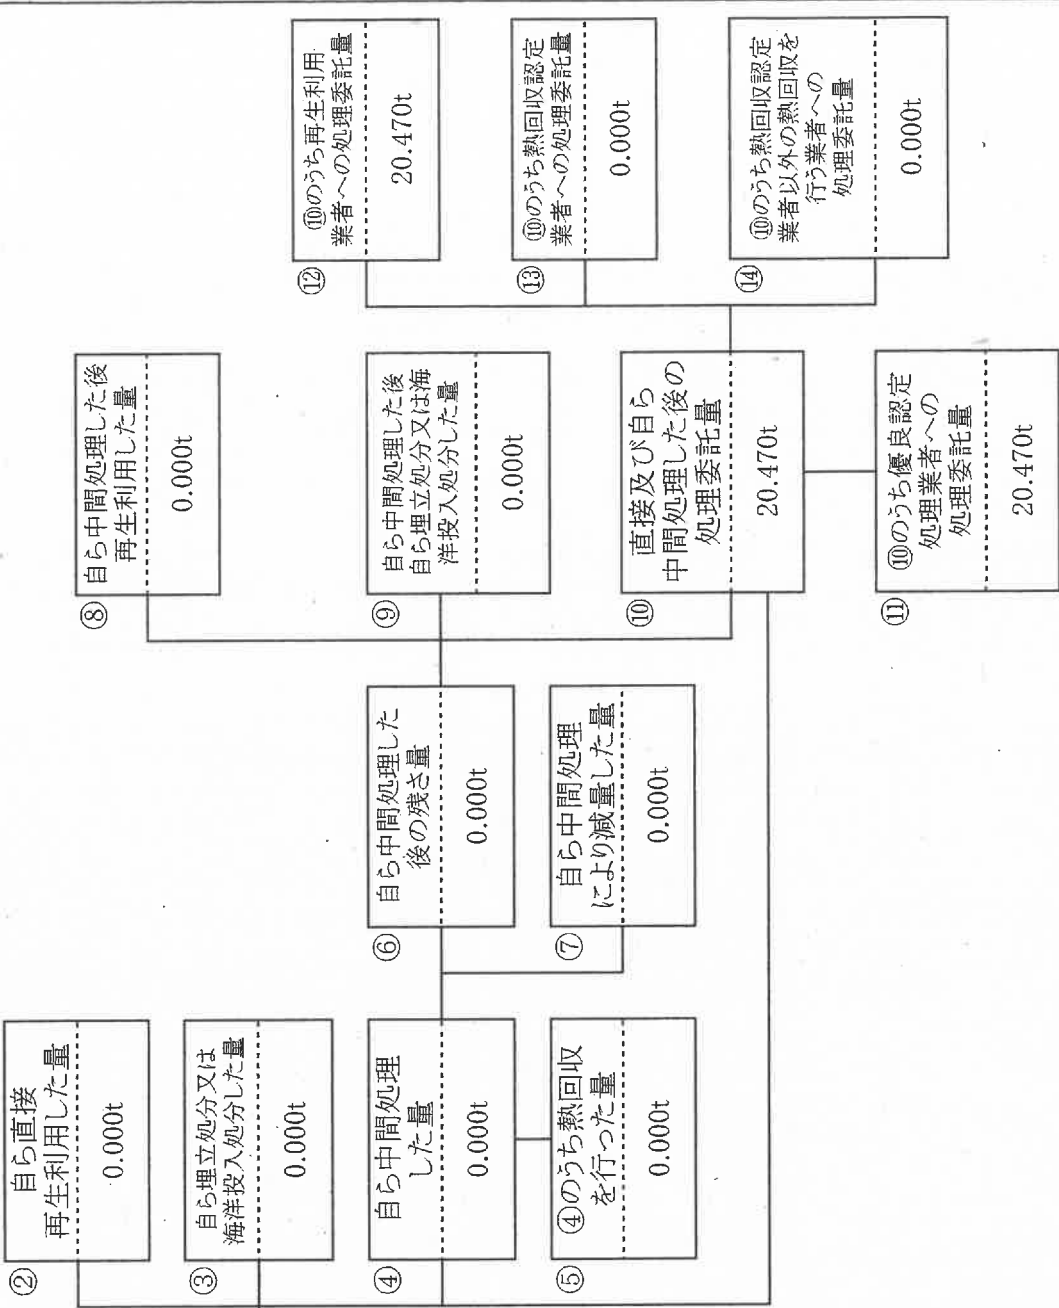 ②
自ら直接
再生利用した量
0.000t
③
自ら埋立処分又は
海洋投入処分した量
0.000t
④
自ら中間処理
した量
0.000t
⑤
④のうち熱回収
を行った量
0.000t
⑥
自ら中間処理した
後の残さ量
0.000t
⑦
自ら中間処理
により減量した量
0.000t
⑧
自ら中間処理した後
再生利用した量
0.000t
⑨
自ら中間処理した後
自ら埋立処分又は海
洋投入処分した量
0.000t
⑩
直接及び自ら
中間処理した後の
処理委託量
20.470t
⑪
⑩のうち優良認定
処理業者への
処理委託量
20.470t
⑫
⑩のうち再生利用
業者への処理委託量
20.470t
⑬
⑩のうち熱回収認定
業者への処理委託量
0.000t
⑭
⑩のうち熱回収認定
業者以外の熱回収を
行う業者への
処理委託量
0.000t